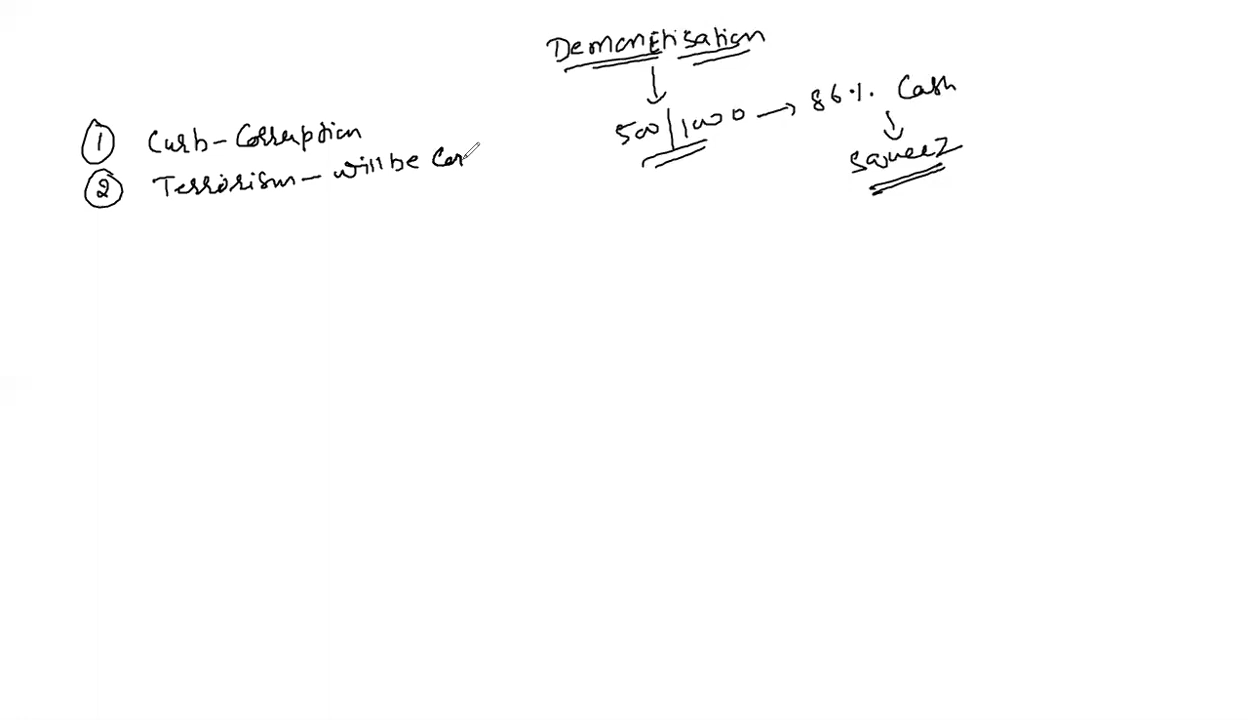 Demonetisation
500 | 1000 → 86% Cash
Squeez
① Curb - Corruption
② Terrorism - will be